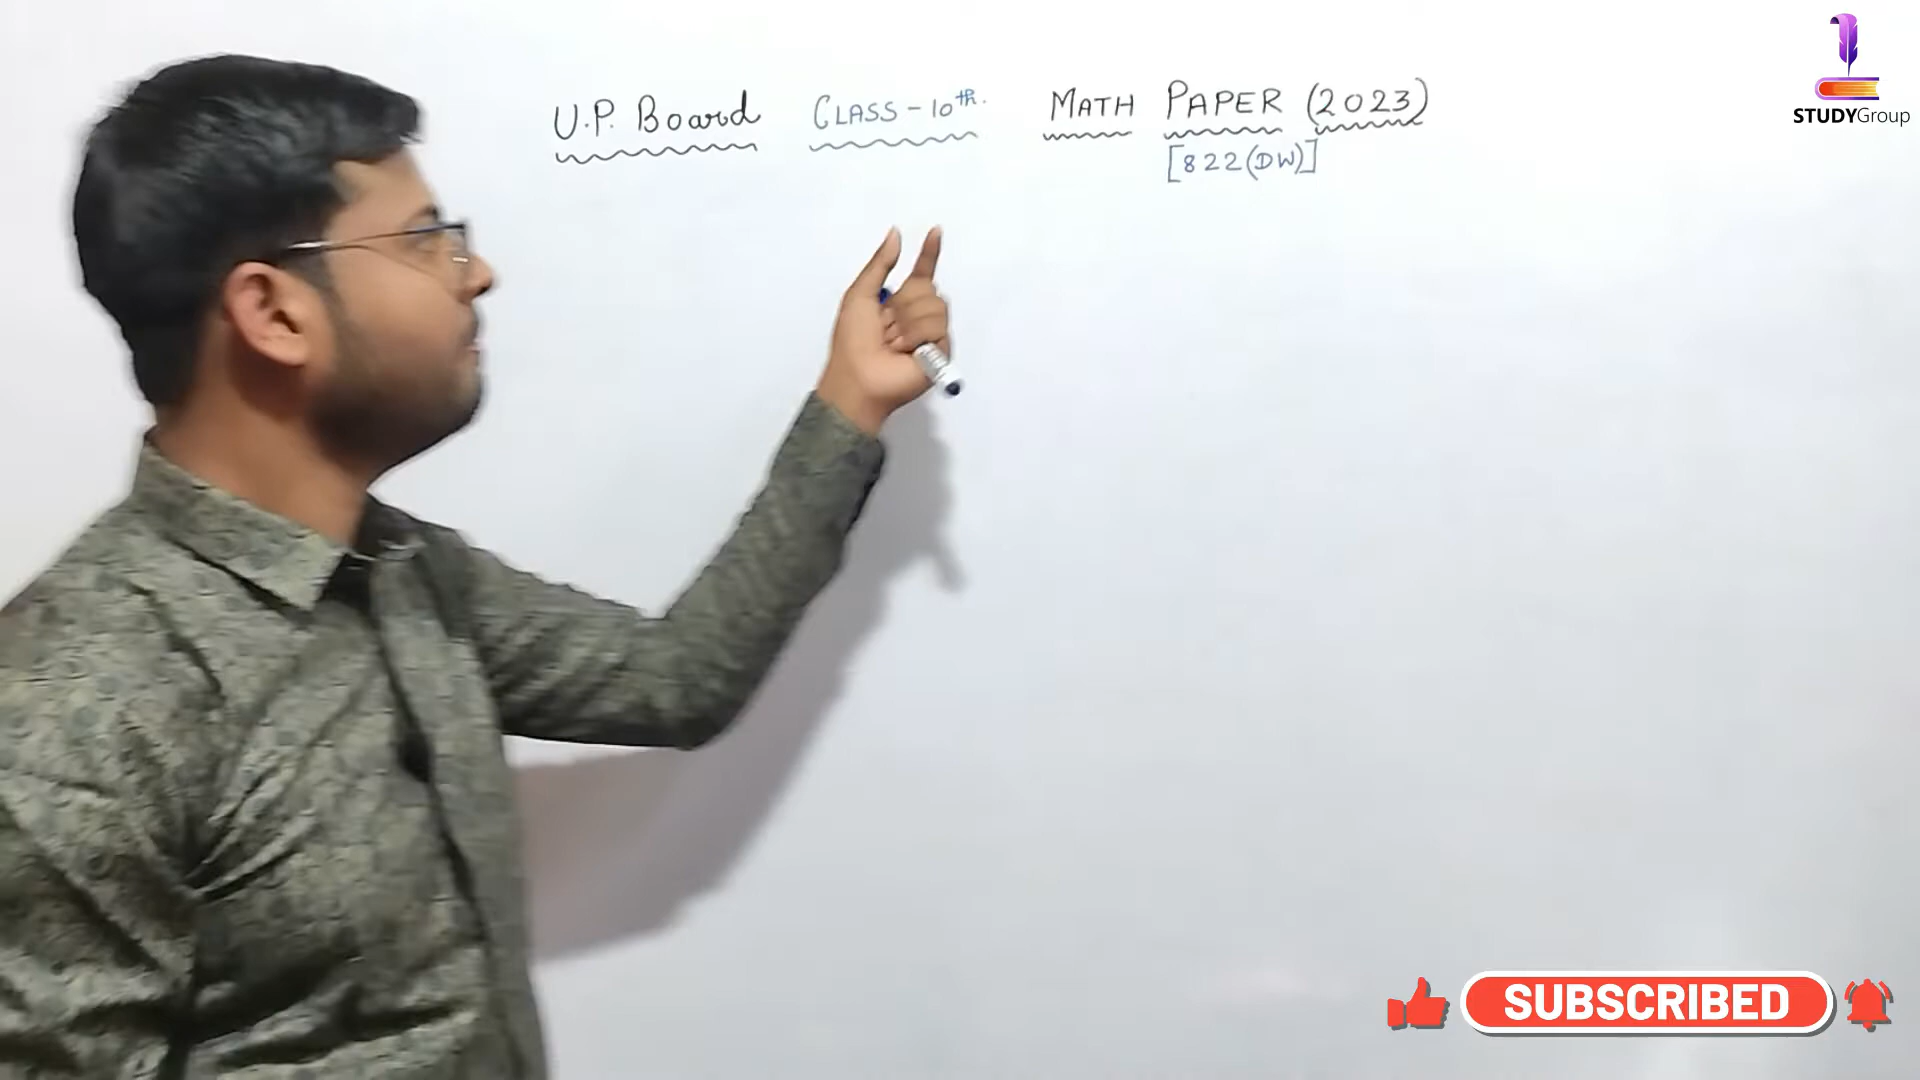 U.P. Board CLASS-10th. MATH PAPER (2023)
[822(DW)]
STUDYGroup
SUBSCRIBED